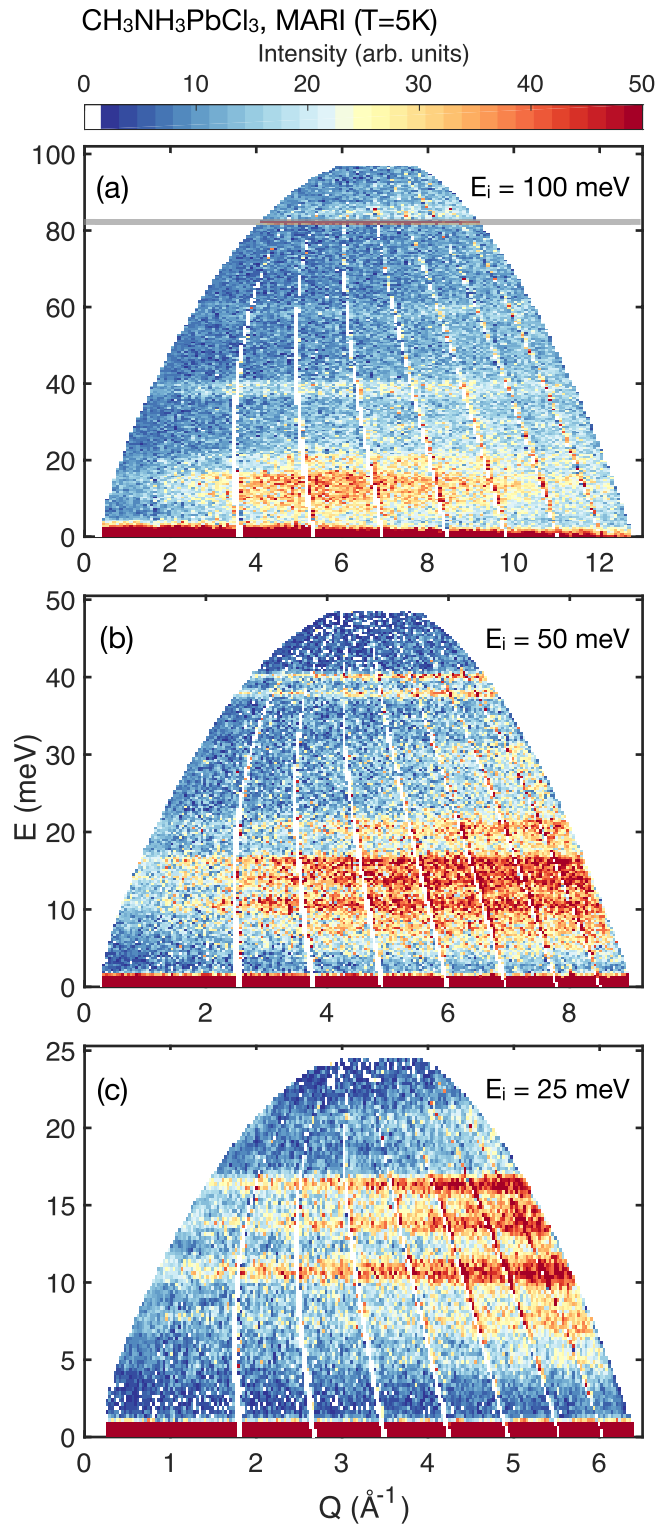 CH₃NH₃PbCl₃, MARI (T=5K)
Intensity (arb. units)
0 10 20 30 40 50
100
80
60
40
20
0
(a)
Eᵢ = 100 meV
0 2 4 6 8 10 12
50
40
30
20
10
0
(b)
Eᵢ = 50 meV
E (meV)
0 2 4 6 8
25
20
15
10
5
0
(c)
Eᵢ = 25 meV
0 1 2 3 4 5 6
Q (Å⁻¹)